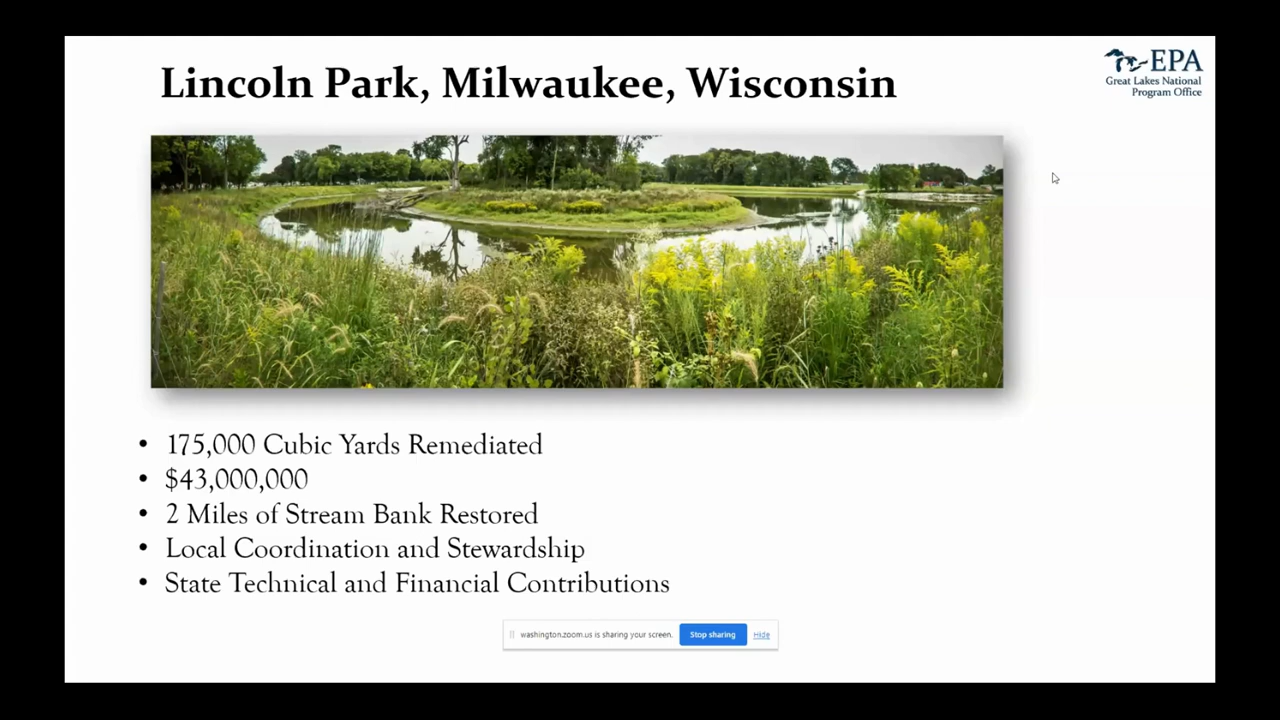 Lincoln Park, Milwaukee, Wisconsin
EPA
Great Lakes National
Program Office
• 175,000 Cubic Yards Remediated
• $43,000,000
• 2 Miles of Stream Bank Restored
• Local Coordination and Stewardship
• State Technical and Financial Contributions
washington.zoom.us is sharing your screen. Stop sharing Hide